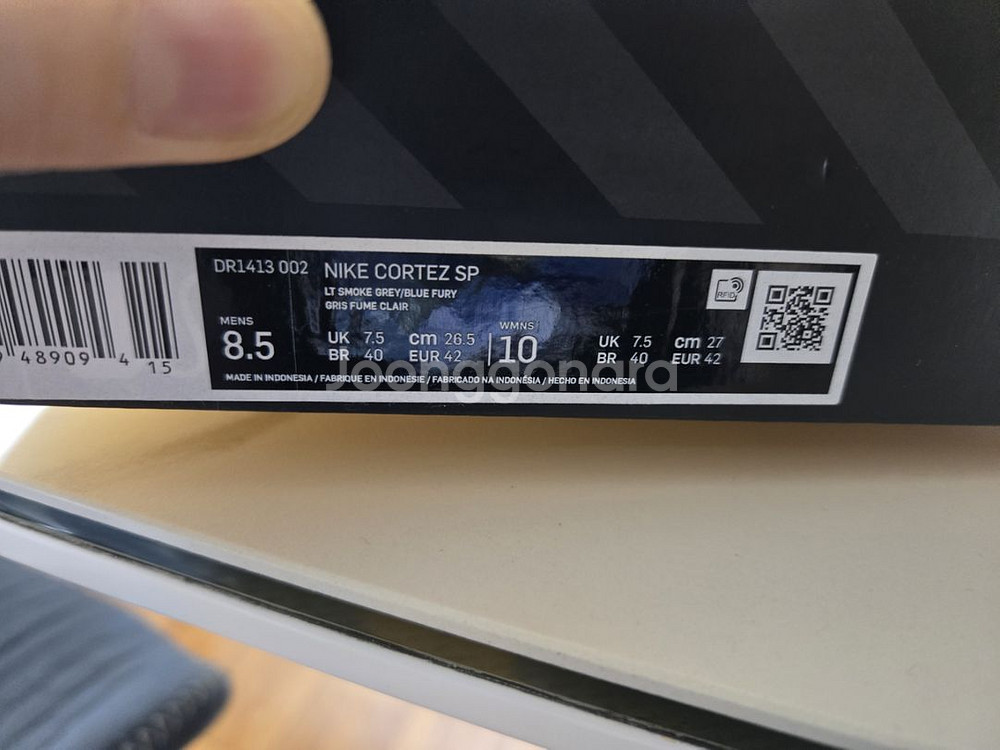 DR1413 002 NIKE CORTEZ SP
LT SMOKE GREY/BLUE FURY
GRIS FUME CLAIR
MENS
8.5
UK 7.5 cm 26.5
BR 40 EUR 42
WMNS
10
UK 7.5 cm 27
BR 40 EUR 42
MADE IN INDONESIA / FABRIQUE EN INDONESIE / FABRICADO NA INDONÉSIA / HECHO EN INDONESIA
RFID
48909 4 15
Joonggonara